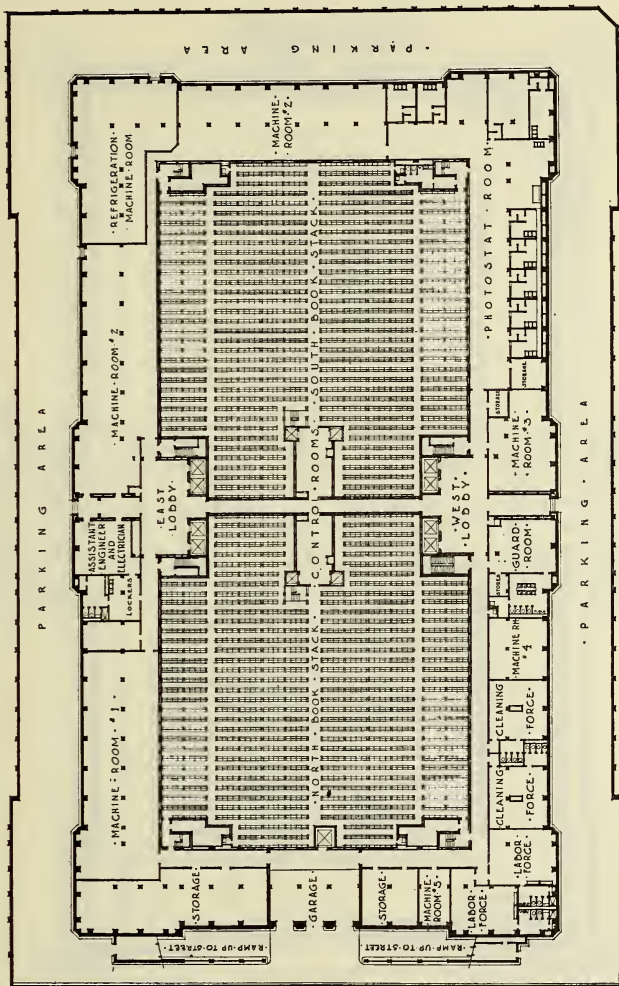 · PARKING AREA ·
· REFRIGERATION ·
MACHINE · ROOM
· MACHINE ·
ROOM · #2 ·
· MACHINE · ROOM · #2
· PHOTOSTAT · ROOM ·
· SOUTH · BOOK · STACK ·
STORAGE
STORAGE
· MACHINE ·
ROOM · #3 ·
PARKING AREA
· EAST ·
LOBBY ·
· CONTROL · ROOMS ·
· WEST ·
LOBBY ·
ASSISTANT
ENGINEER
AND
ELECTRICIAN
LOCKERS
· GUARD ·
ROOM ·
· PARKING · AREA ·
· MACHINE RM
#4
· NORTH · BOOK · STACK ·
· MACHINE · ROOM · #1 ·
CLEANING
· FORCE ·
CLEANING
· FORCE ·
· LABOR ·
FORCE ·
· STORAGE ·
· GARAGE ·
· STORAGE ·
· MACHINE ·
ROOM #5 ·
· LABOR ·
FORCE
· RAMP · UP · TO · STREET ·
· RAMP · UP · TO · STREET ·